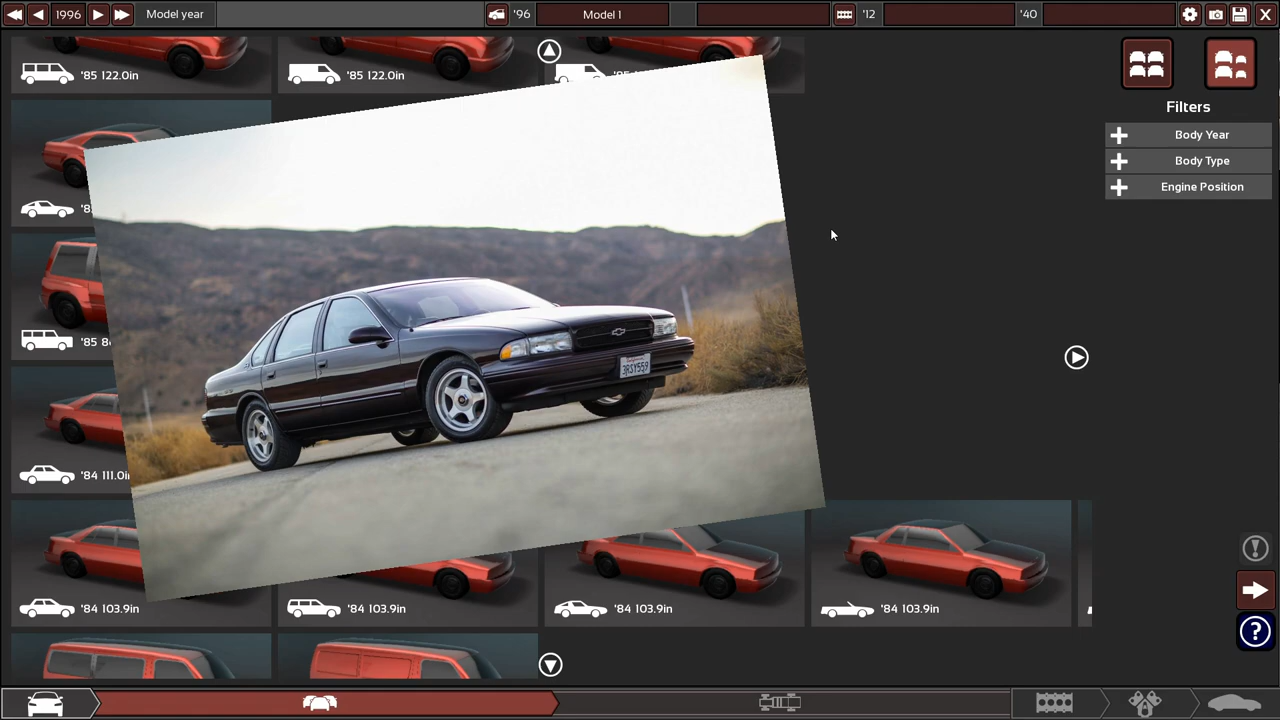 1996 Model year '96 Model 1 '12 '40
'85 122.0in '85 122.0in
Filters
Body Year
Body Type
Engine Position
3RSY559
'84 111.0in
'84 103.9in '84 103.9in '84 103.9in '84 103.9in
?